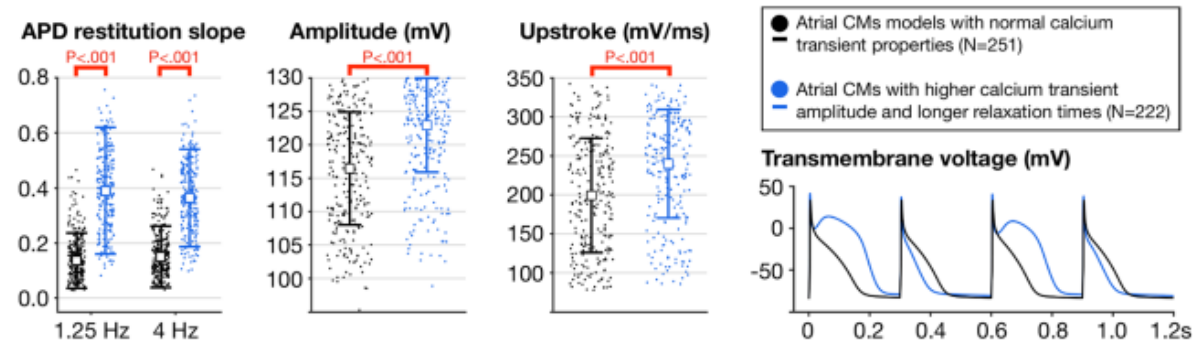 APD restitution slope
P<.001
P<.001
0.8
0.6
0.4
0.2
0.0
1.25 Hz
4 Hz
Amplitude (mV)
P<.001
130
125
120
115
110
105
100
Upstroke (mV/ms)
P<.001
350
300
250
200
150
100
Atrial CMs models with normal calcium
transient properties (N=251)
Atrial CMs with higher calcium transient
amplitude and longer relaxation times (N=222)
Transmembrane voltage (mV)
50
0
-50
0
0.2
0.4
0.6
0.8
1.0
1.2s